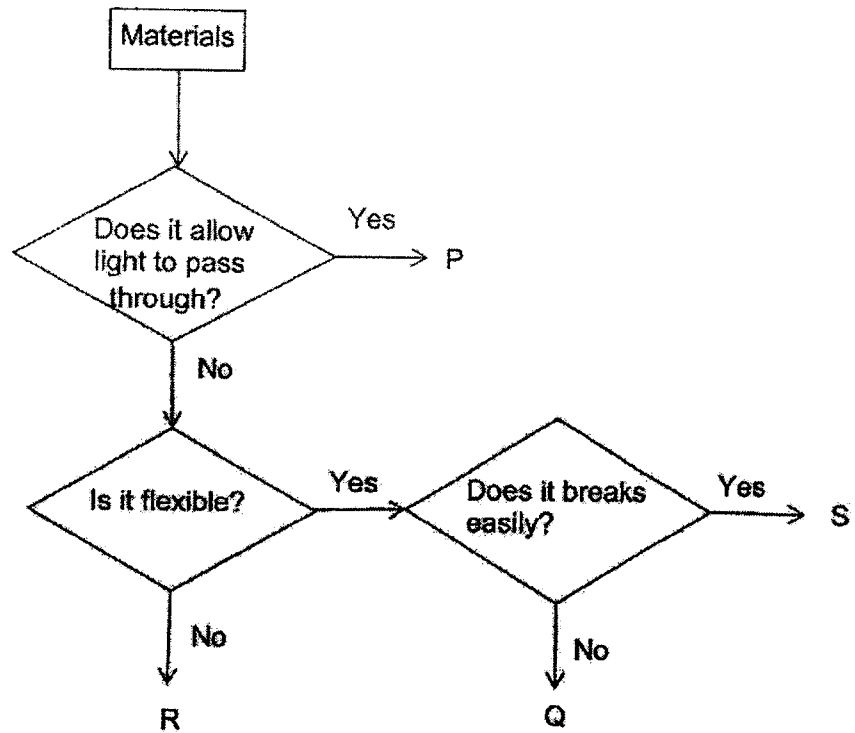 Materials
Does it allow
light to pass
through?
Yes
P
No
Is it flexible?
Yes
Does it breaks
easily?
Yes
S
No
R
No
Q